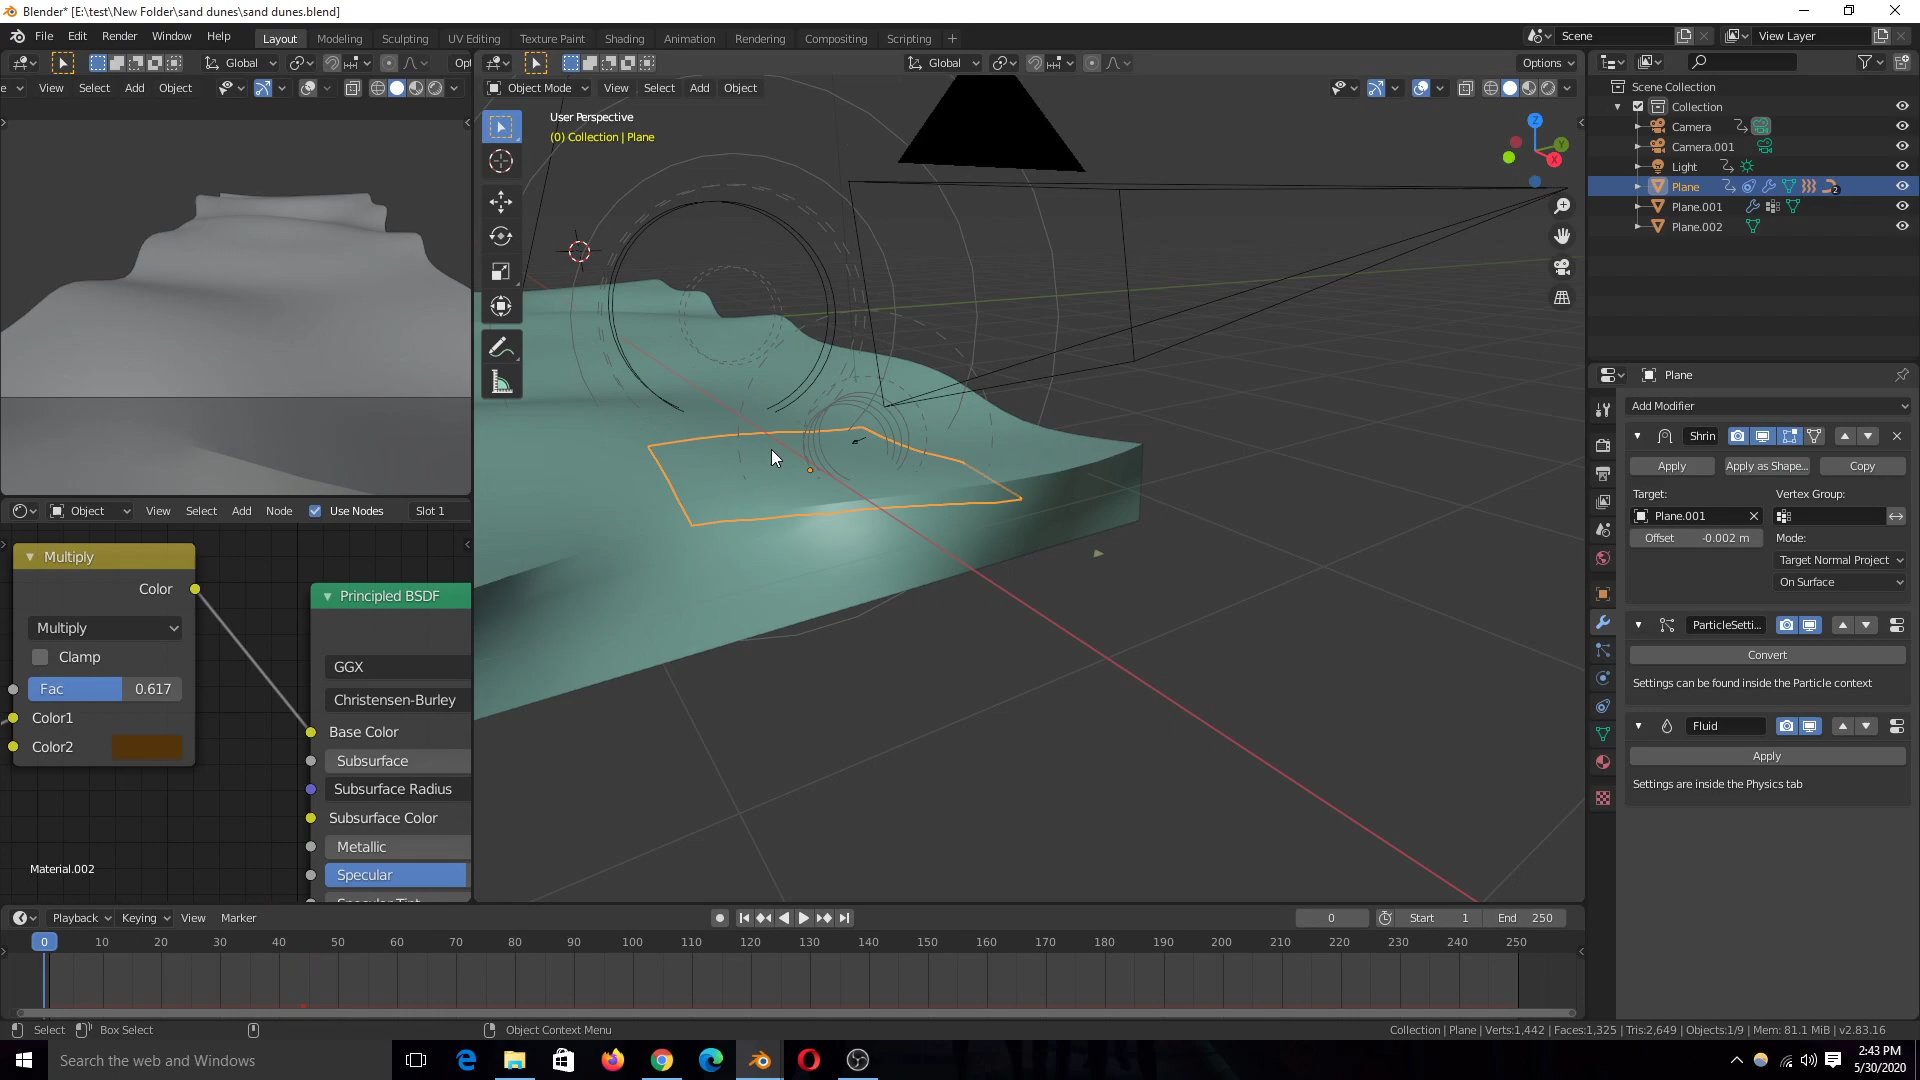 Blender* [E:\test\New Folder\sand dunes\sand dunes.blend]
File Edit Render Window Help
Layout Modeling Sculpting UV Editing Texture Paint Shading Animation Rendering Compositing Scripting
Scene View Layer
Global Opt Global Options
View Select Add Object Object Mode View Select Add Object
User Perspective
(0) Collection | Plane
Z
Y
X
Scene Collection
Collection
Camera
Camera.001
Light
Plane 2
Plane.001
Plane.002
Plane
Add Modifier
Shrin
Apply Apply as Shape... Copy
Target: Vertex Group:
Plane.001
Offset -0.002 m Mode:
Target Normal Project
On Surface
ParticleSetti...
Convert
Settings can be found inside the Particle context
Fluid
Apply
Settings are inside the Physics tab
Object View Select Add Node Use Nodes Slot 1
Multiply
Color
Multiply
Clamp
Fac 0.617
Color1
Color2
Principled BSDF
GGX
Christensen-Burley
Base Color
Subsurface
Subsurface Radius
Subsurface Color
Metallic
Specular
Material.002
Playback Keying View Marker 0 Start 1 End 250
0 10 20 30 40 50 60 70 80 90 100 110 120 130 140 150 160 170 180 190 200 210 220 230 240 250
Select Box Select Object Context Menu Collection | Plane | Verts:1,442 | Faces:1,325 | Tris:2,649 | Objects:1/9 | Mem: 81.1 MiB | v2.83.16
Search the web and Windows
2:43 PM
5/30/2020